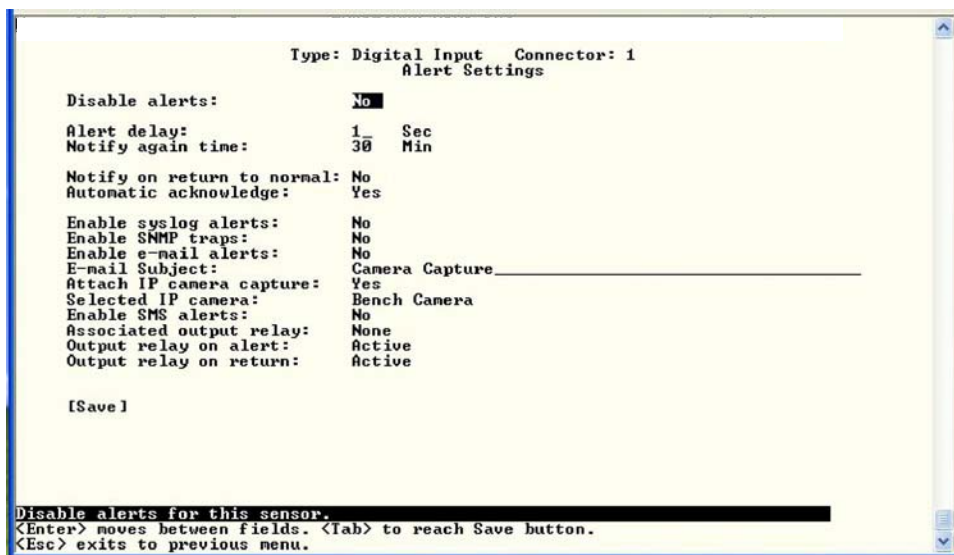 Type: Digital Input Connector: 1
Alert Settings
Disable alerts: No
Alert delay: 1_ Sec
Notify again time: 30 Min
Notify on return to normal: No
Automatic acknowledge: Yes
Enable syslog alerts: No
Enable SNMP traps: No
Enable e-mail alerts: No
E-mail Subject: Camera Capture
Attach IP camera capture: Yes
Selected IP camera: Bench Camera
Enable SMS alerts: No
Associated output relay: None
Output relay on alert: Active
Output relay on return: Active
[Save]
Disable alerts for this sensor.
<Enter> moves between fields. <Tab> to reach Save button.
<Esc> exits to previous menu.